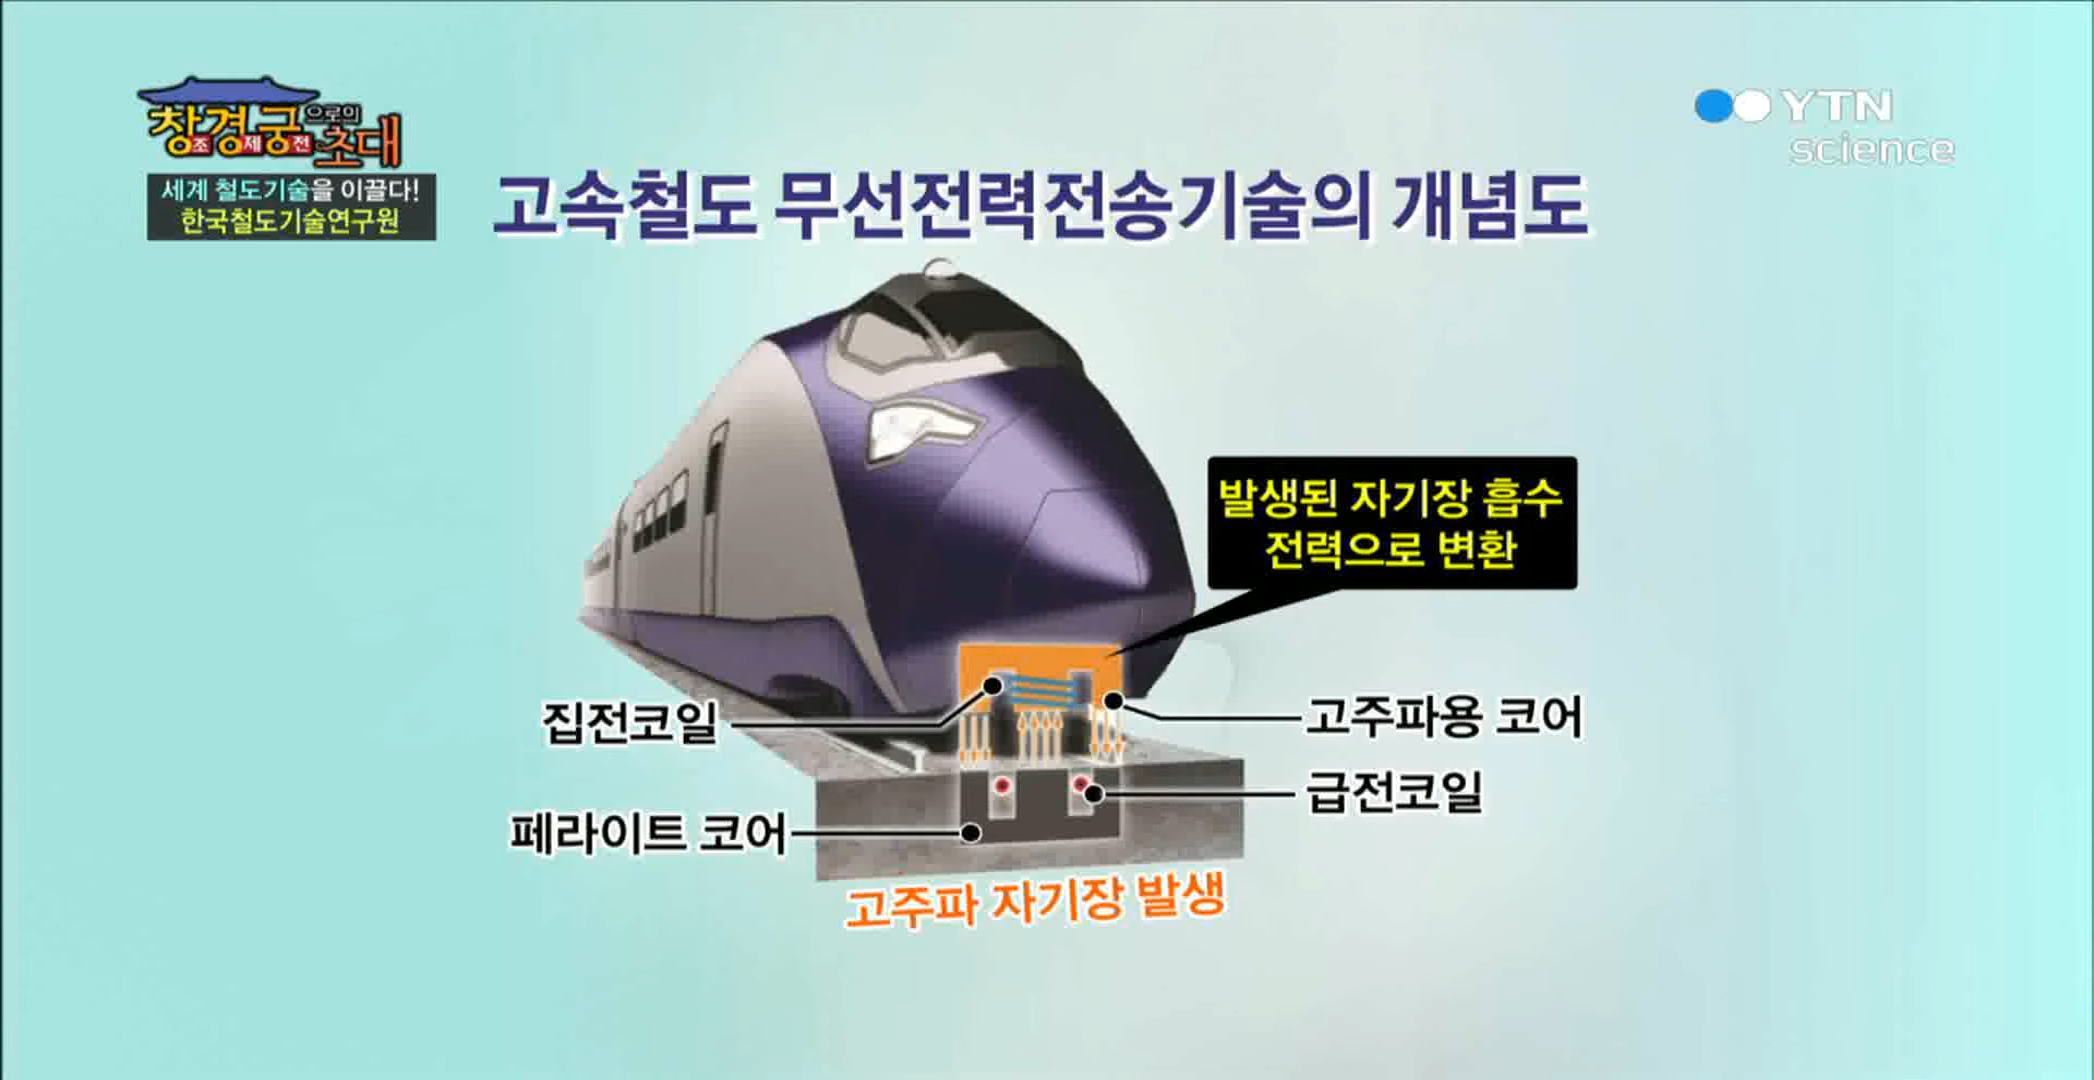 창경궁으로의 초대
조 제 전
YTN
science
세계 철도기술을 이끌다!
한국철도기술연구원
고속철도 무선전력전송기술의 개념도
발생된 자기장 흡수
전력으로 변환
집전코일
고주파용 코어
급전코일
페라이트 코어
고주파 자기장 발생